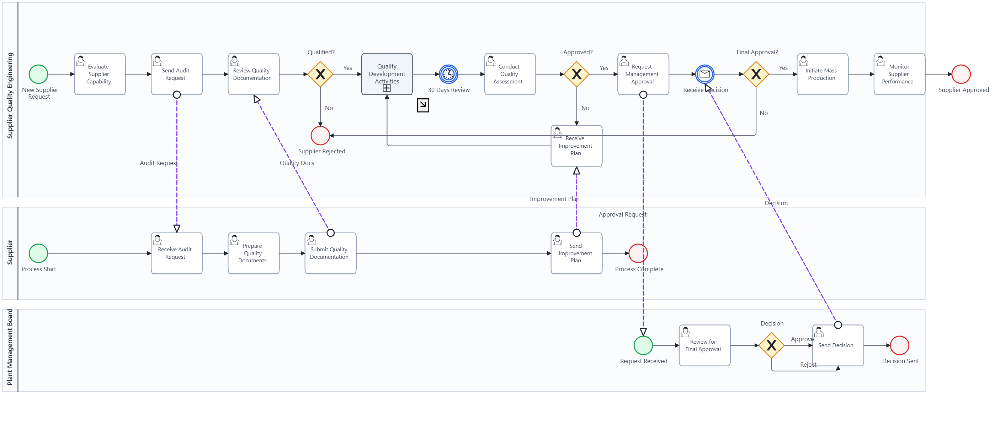 Supplier Quality Engineering
Qualified?
Approved?
Final Approval?
New Supplier
Request
Evaluate
Supplier
Capability
Send Audit
Request
Review Quality
Documentation
Yes
Quality
Development
Activities
30 Days Review
Conduct
Quality
Assessment
Yes
Request
Management
Approval
Receive Decision
Yes
Initiate Mass
Production
Monitor
Supplier
Performance
Supplier Approved
No
No
No
Supplier Rejected
Receive
Improvement
Plan
Audit Request
Quality Docs
Improvement Plan
Approval Request
Decision
Supplier
Process Start
Receive Audit
Request
Prepare
Quality
Documents
Submit Quality
Documentation
Send
Improvement
Plan
Process Complete
Plant Management Board
Request Received
Review for
Final Approval
Decision
Approve
Reject
Send Decision
Decision Sent